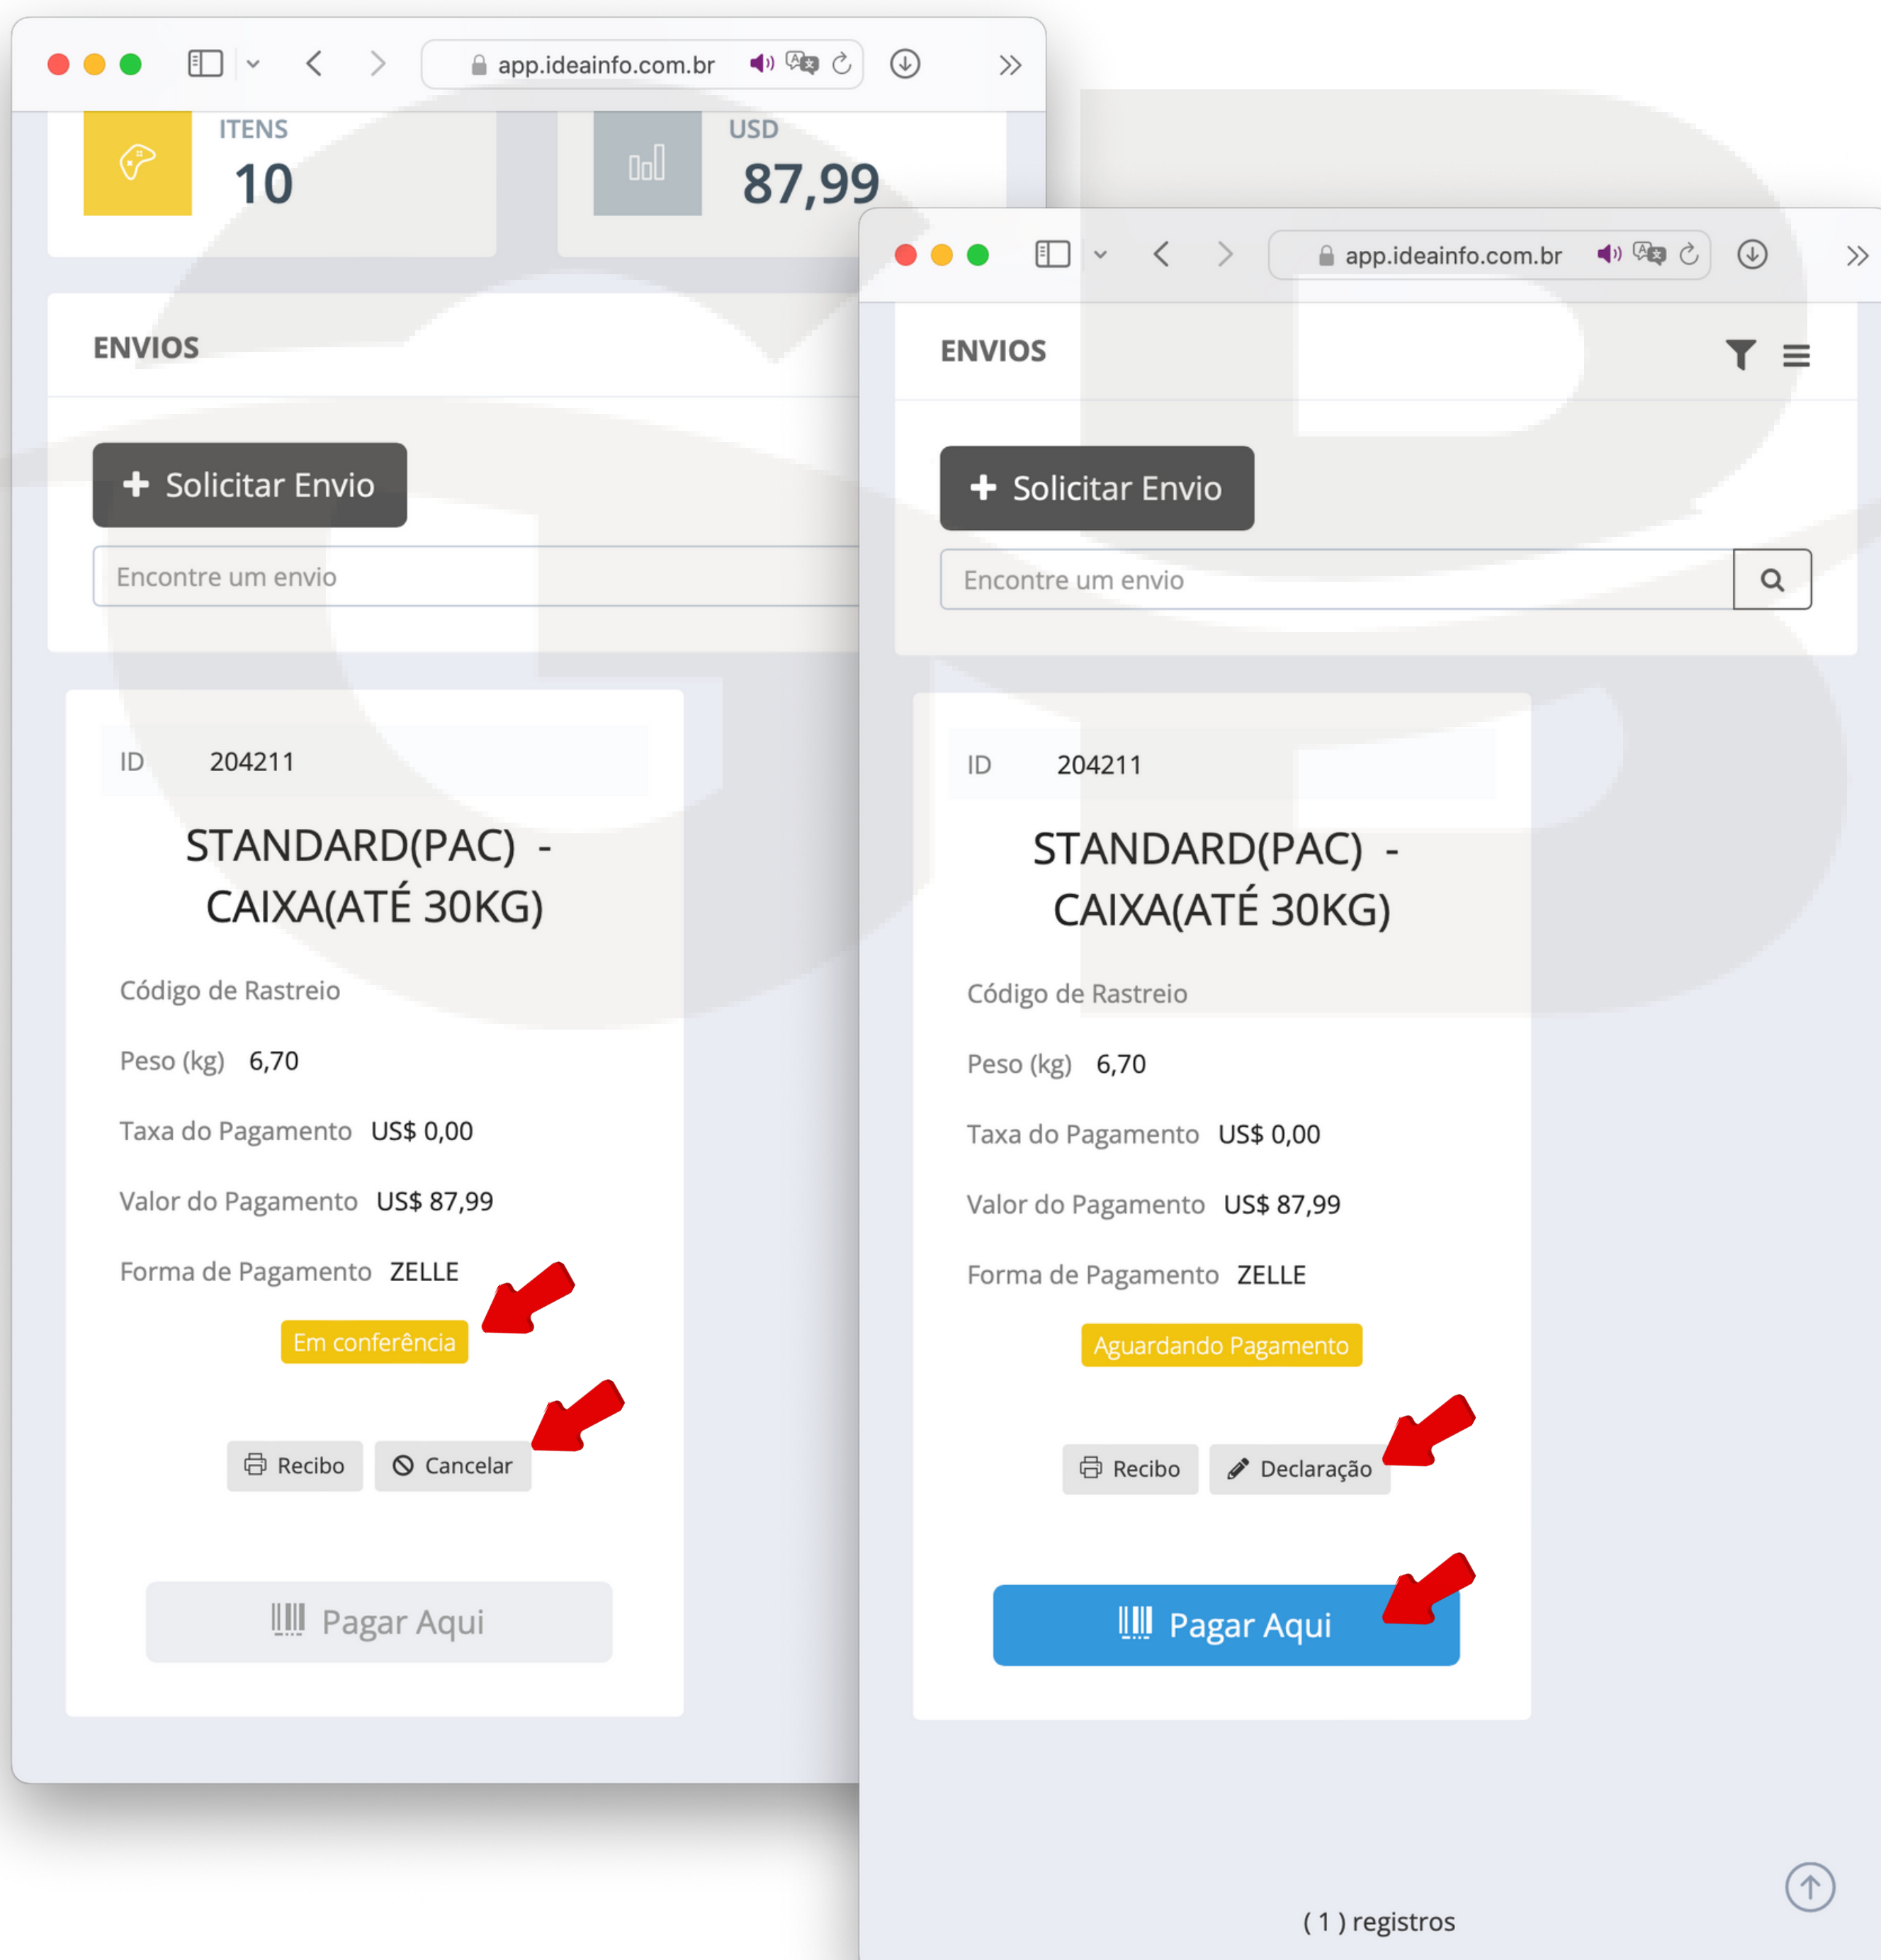 app.ideainfo.com.br
ITENS
10
USD
87,99
ENVIOS
Solicitar Envio
Encontre um envio
ID 204211
STANDARD(PAC) -
CAIXA(ATÉ 30KG)
Código de Rastreio
Peso (kg) 6,70
Taxa do Pagamento US$ 0,00
Valor do Pagamento US$ 87,99
Forma de Pagamento ZELLE
Em conferência
Recibo Cancelar
Pagar Aqui
app.ideainfo.com.br
ENVIOS
Solicitar Envio
Encontre um envio
ID 204211
STANDARD(PAC) -
CAIXA(ATÉ 30KG)
Código de Rastreio
Peso (kg) 6,70
Taxa do Pagamento US$ 0,00
Valor do Pagamento US$ 87,99
Forma de Pagamento ZELLE
Aguardando Pagamento
Recibo Declaração
Pagar Aqui
( 1 ) registros